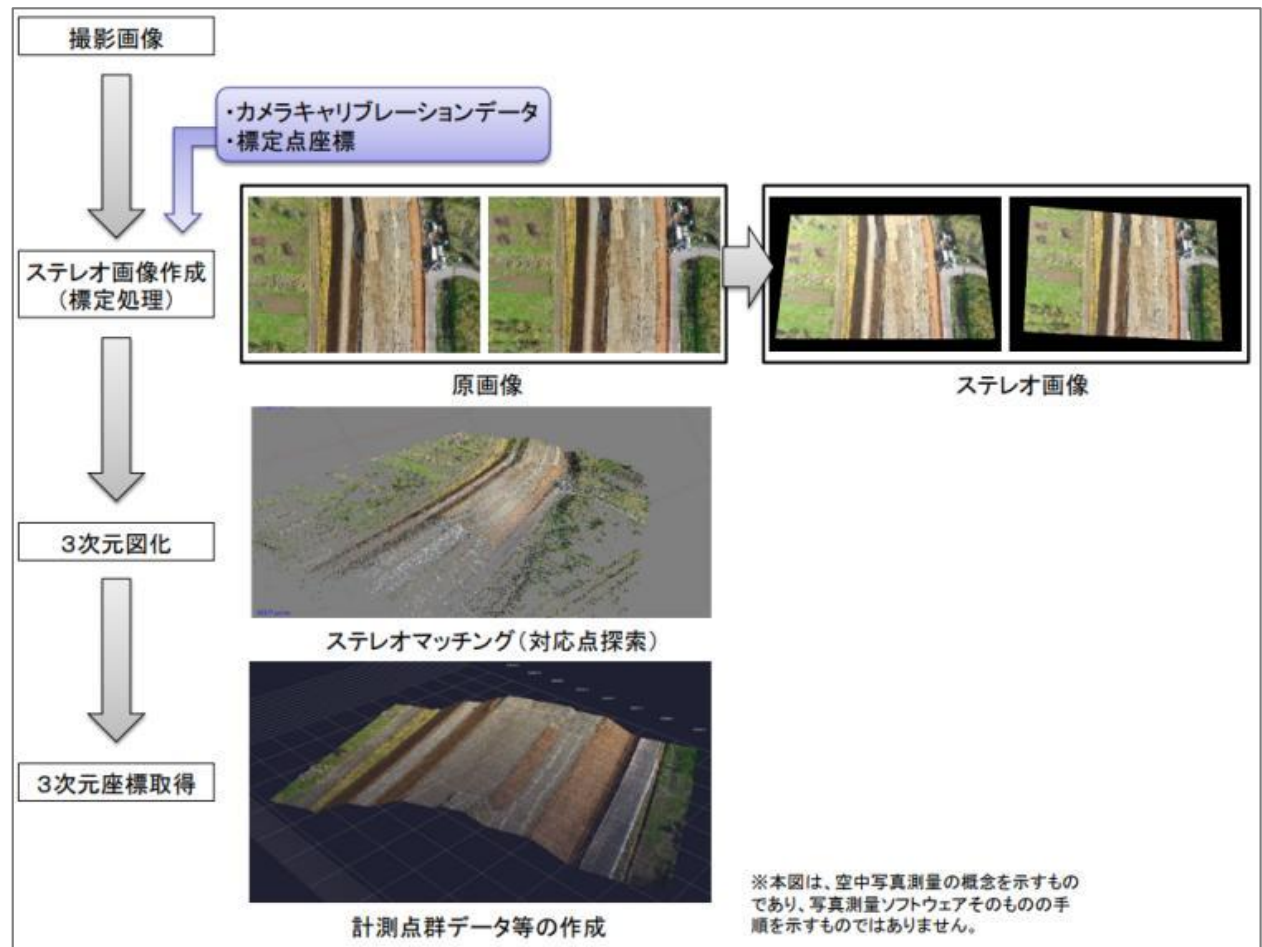 撮影画像
・カメラキャリブレーションデータ
・標定点座標
ステレオ画像作成
(標定処理)
原画像
ステレオ画像
3次元図化
ステレオマッチング(対応点探索)
3次元座標取得
計測点群データ等の作成
※本図は、空中写真測量の概念を示すもの
であり、写真測量ソフトウェアそのものの手
順を示すものではありません。